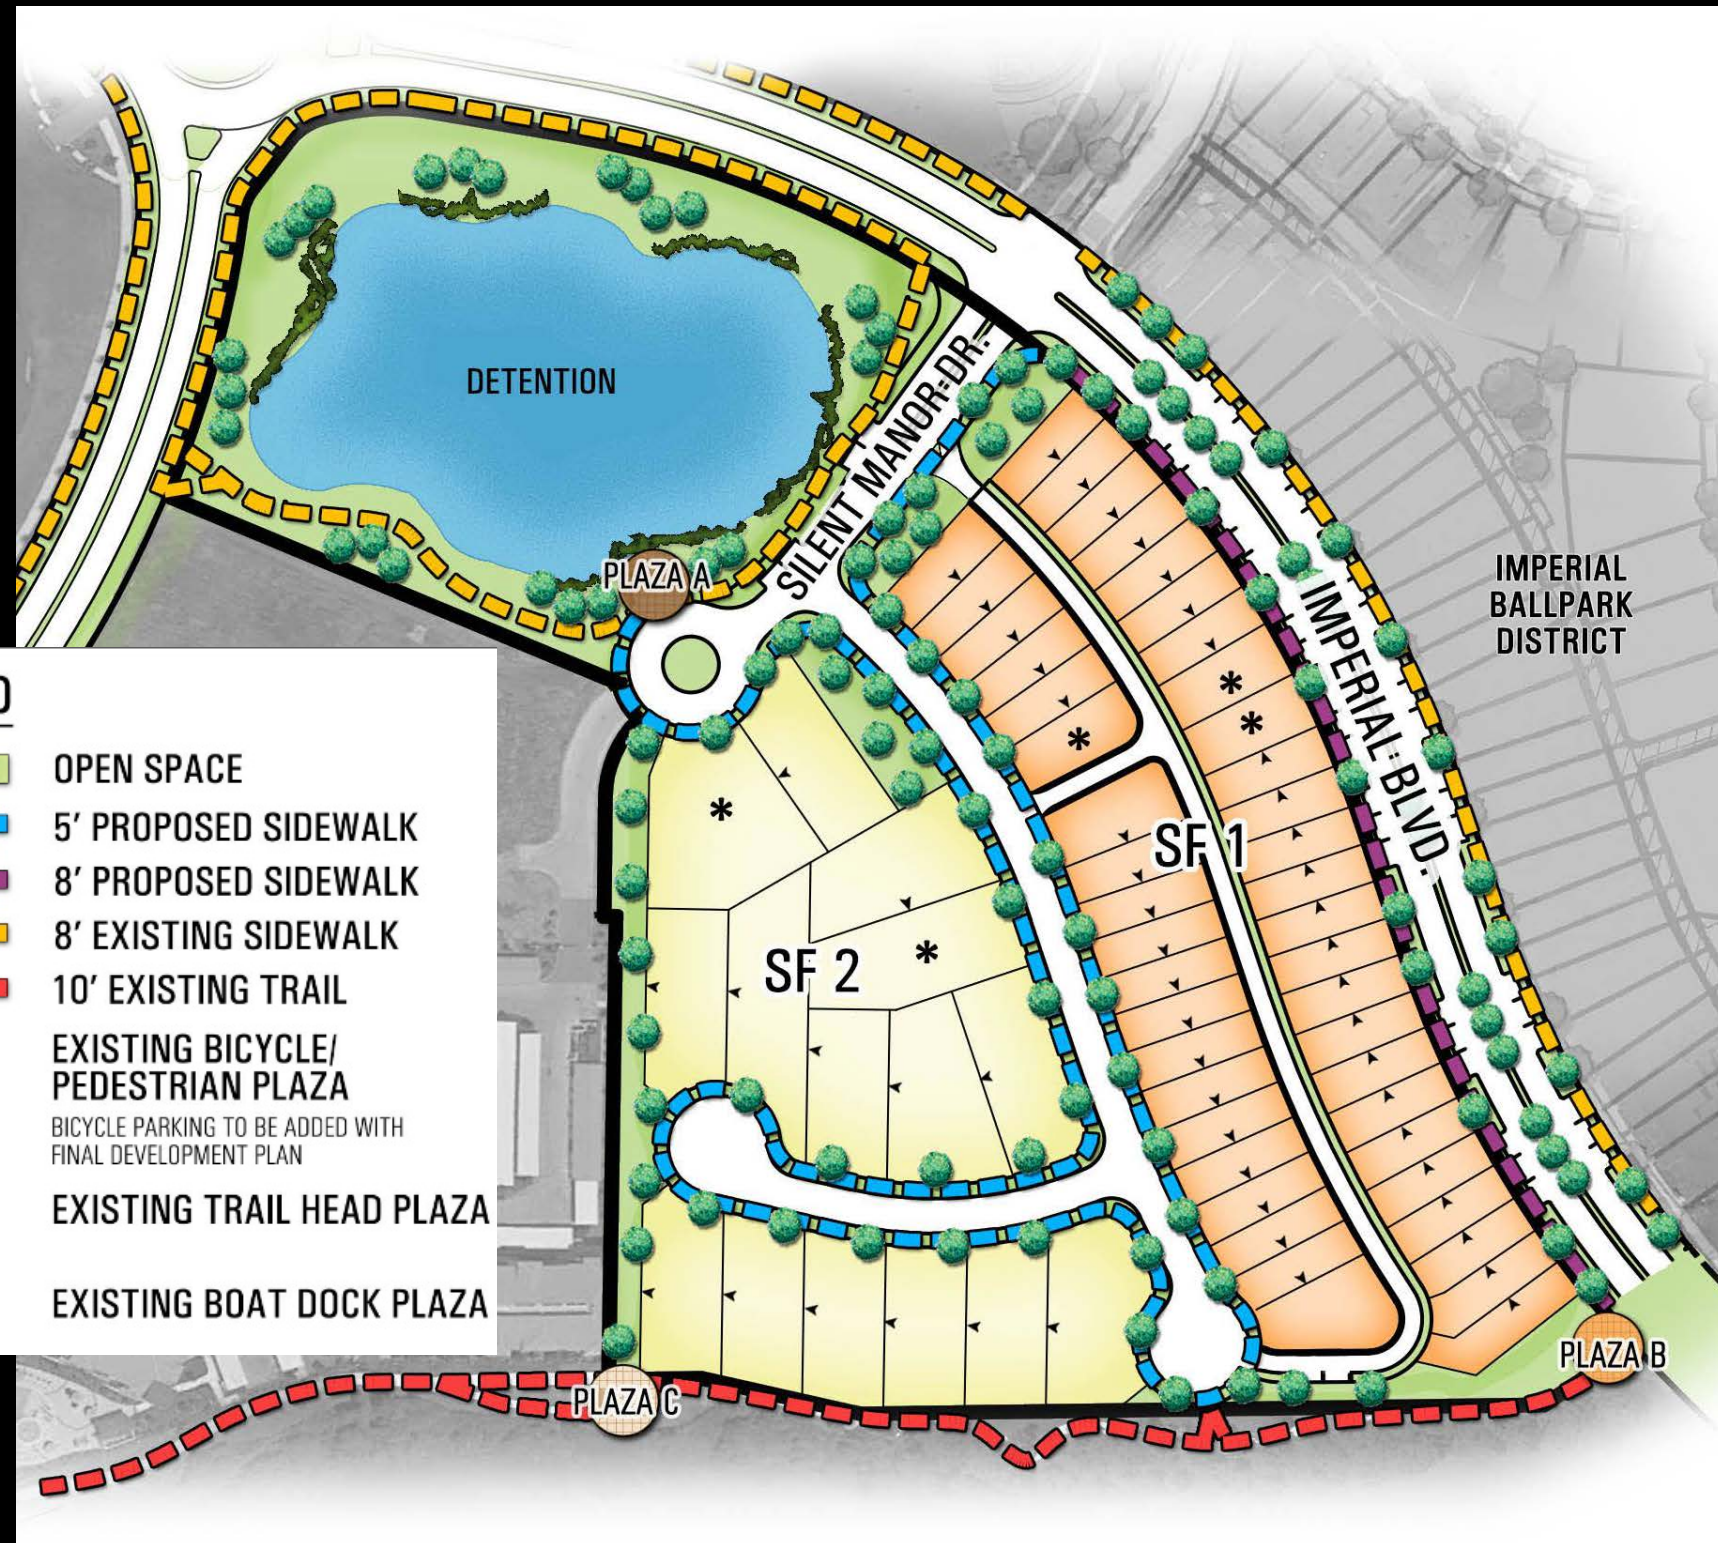 DETENTION
PLAZA A
SILENT MANOR DR.
IMPERIAL
BALLPARK
DISTRICT
IMPERIAL BLVD.
*
*
*
*
*
SF 1
SF 2
PLAZA B
PLAZA C
D
OPEN SPACE
5' PROPOSED SIDEWALK
8' PROPOSED SIDEWALK
8' EXISTING SIDEWALK
10' EXISTING TRAIL
EXISTING BICYCLE/
PEDESTRIAN PLAZA
BICYCLE PARKING TO BE ADDED WITH
FINAL DEVELOPMENT PLAN
EXISTING TRAIL HEAD PLAZA
EXISTING BOAT DOCK PLAZA